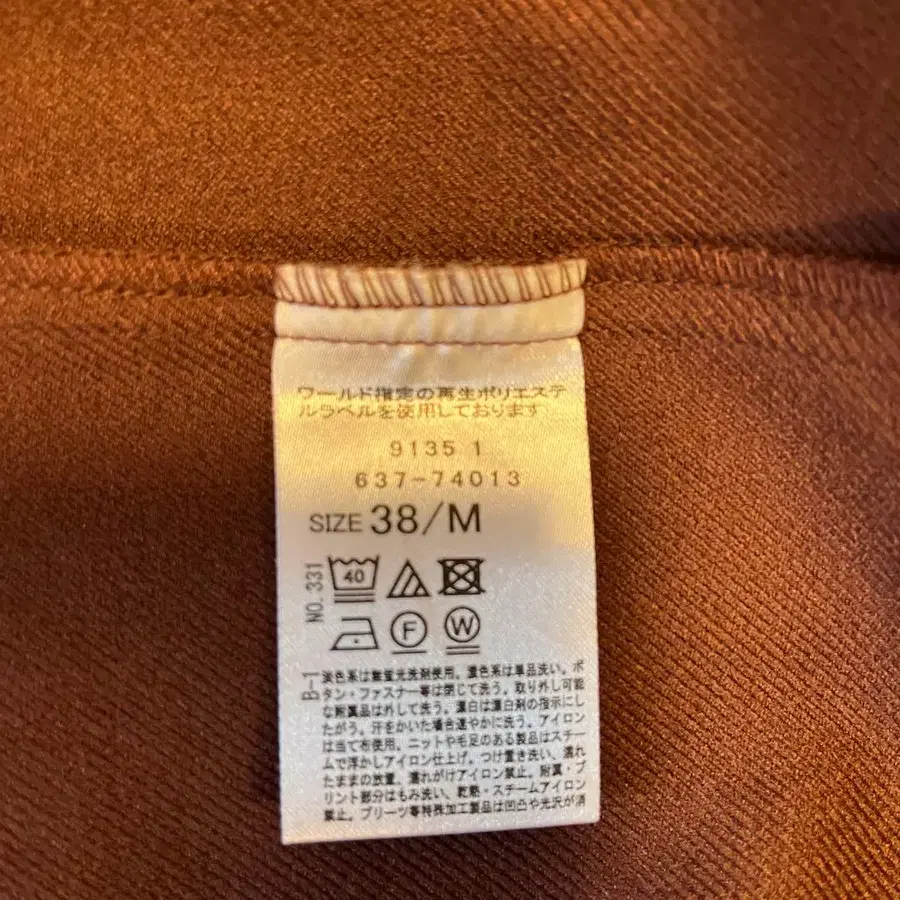 ワールド指定の再生ポリエステ
ルラベルを使用しております
9135 1
637-74013
SIZE 38/M
NO.331
40
F W
B-1
淡色系は無蛍光洗剤使用。濃色系は単品洗い。ボ
タン・ファスナー等は閉じて洗う。取り外し可能
な附属品は外して洗う。漂白は漂白剤の指示にし
たがう。汗をかいた場合速やかに洗う。アイロン
は当て布使用。ニットや毛足のある製品はスチー
ムで浮かしアイロン仕上げ。つけ置き洗い、濡れ
たままの放置、濡れがけアイロン禁止。附属・プ
リント部分はもみ洗い、乾熱・スチームアイロン
禁止。プリーツ等特殊加工製品は凹凸や光沢が消